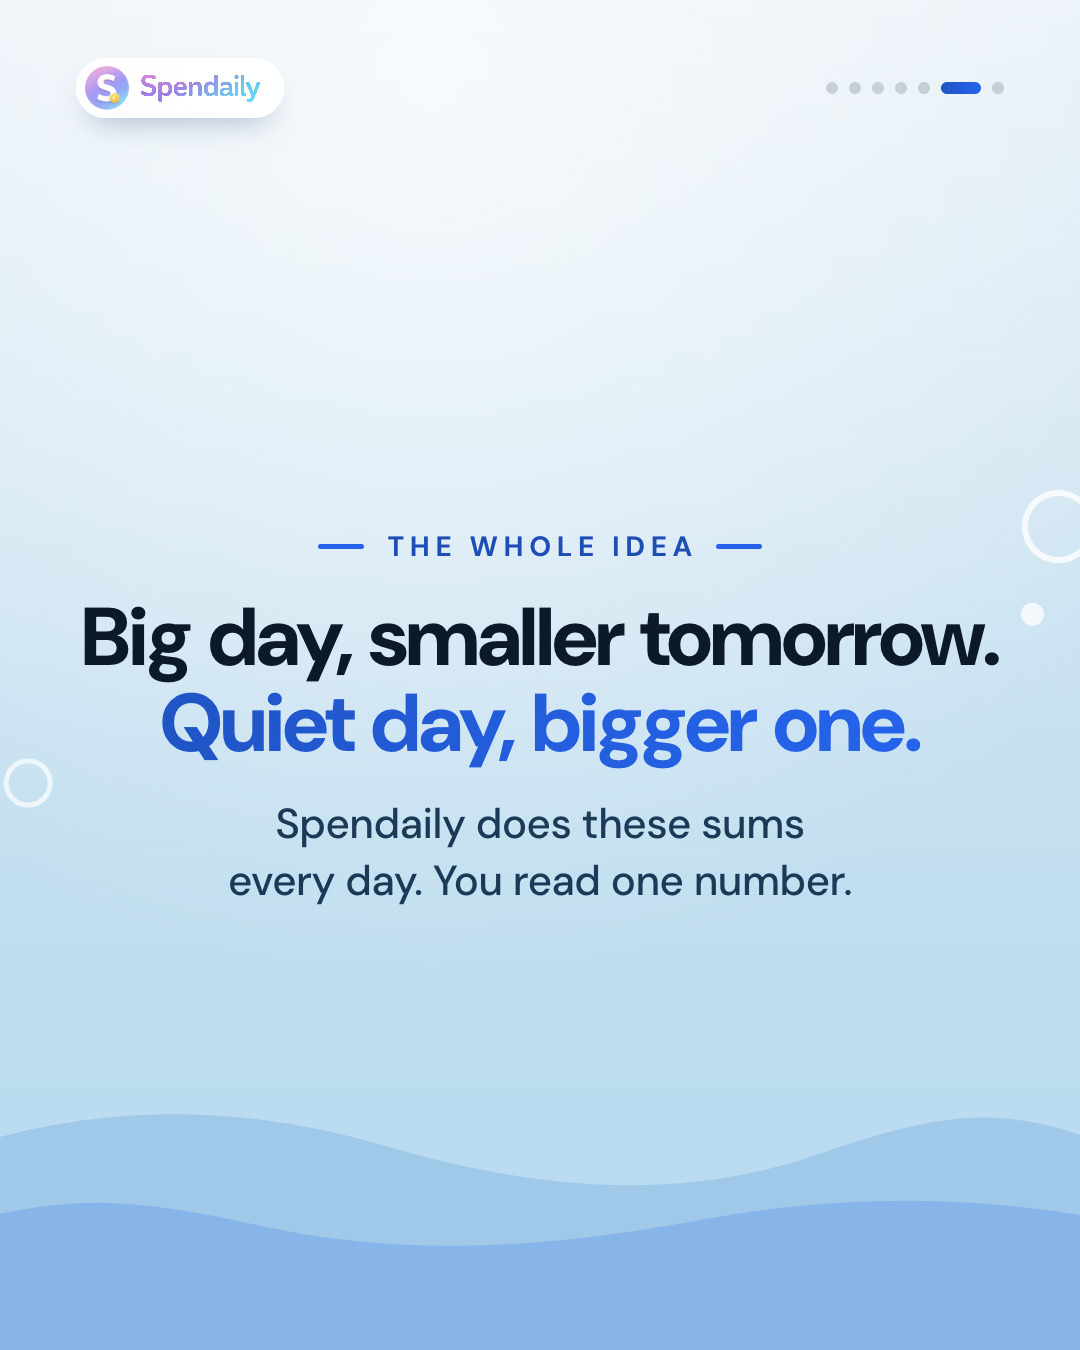 Spendaily
THE WHOLE IDEA
Big day, smaller tomorrow.
Quiet day, bigger one.
Spendaily does these sums
every day. You read one number.